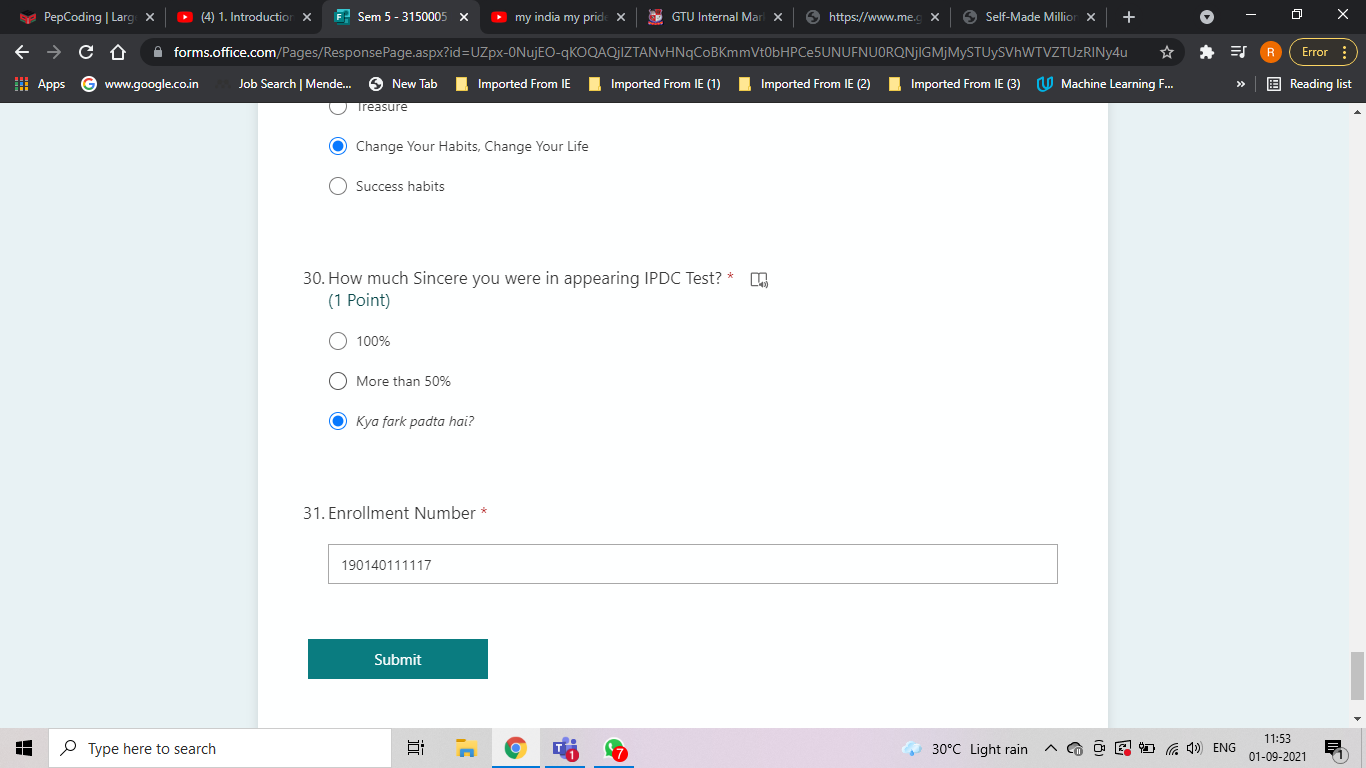 PepCoding | Larg
(4) 1. Introduction
Sem 5 - 3150005
my india my pride
GTU Internal Mar
https://www.me.g
Self-Made Million
forms.office.com/Pages/ResponsePage.aspx?id=UZpx-0NujEO-qKOQAQjIZTANvHNqCoBKmmVt0bHPCe5UNUFNU0RQNjlGMjMySTUySVhWTVZTUzRINy4u
R
Error
Apps
www.google.co.in
Job Search | Mende...
New Tab
Imported From IE
Imported From IE (1)
Imported From IE (2)
Imported From IE (3)
Machine Learning F...
»
Reading list
Treasure
Change Your Habits, Change Your Life
Success habits
30. How much Sincere you were in appearing IPDC Test? *
(1 Point)
100%
More than 50%
Kya fark padta hai?
31. Enrollment Number *
190140111117
Submit
Type here to search
1
7
30°C Light rain
ENG
11:53
01-09-2021
1